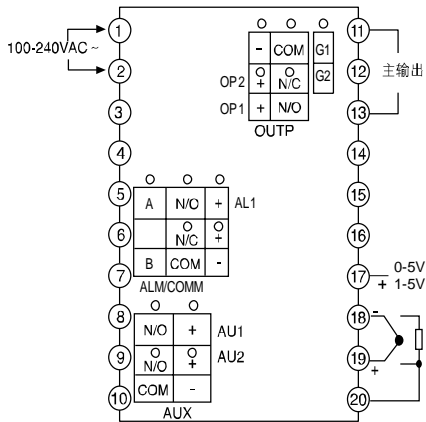 1
11
- COM G1
100-240VAC ~
2
OP2 + N/C G2
12
主输出
OP1 + N/O
3
OUTP
13
4
14
5
A N/O + AL1
15
6
N/C +
16
7
B COM -
17
0-5V
+ 1-5V
ALM/COMM
8
18 -
N/O + AU1
9
N/O + AU2
19 +
10
COM -
20
AUX